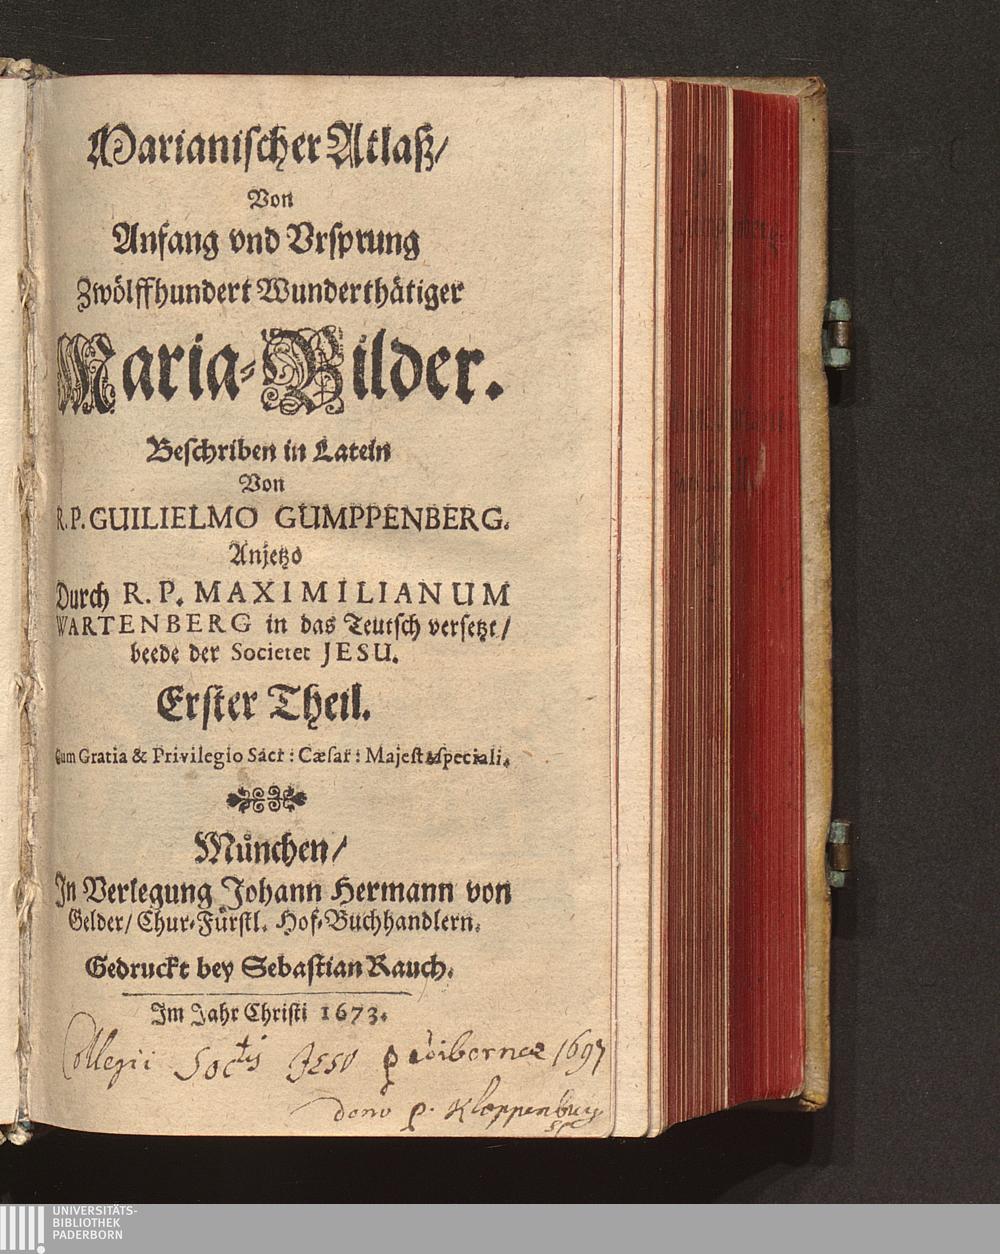 Marianischer Atlaß/
Von
Anfang vnd Vrsprung
Zwölffhundert Wunderthätiger
Maria-Bilder.
Beschriben in Latein
Von
R. P. GUILIELMO GUMPPENBERG.
Anjetzo
Durch R. P. MAXIMILIANUM
WARTENBERG in das Teutsch versetzt/
beede der Societet JESU.
Erster Theil.
Cum Gratia & Privilegio Sacr: Cæsar: Majest: speciali.
München/
In Verlegung Johann Hermann von
Gelder/ Chur-Fürstl. Hof-Buchhandlern.
Gedruckt bey Sebastian Rauch.
Im Jahr Christi 1673.
Collegii Soctis Jesu 1697
dono P. Kloppenburg
UNIVERSITÄTS-
BIBLIOTHEK
PADERBORN